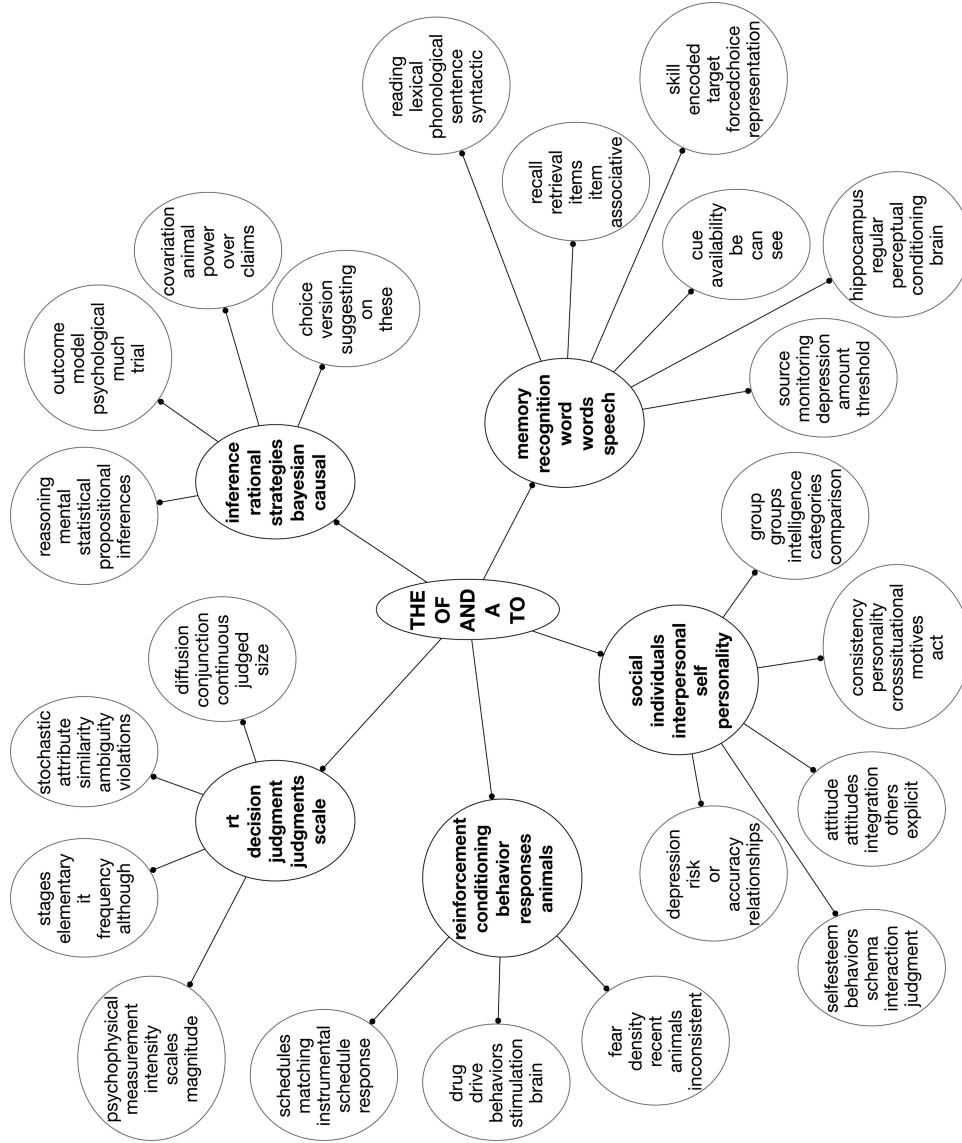 THE
OF
AND
A
TO
inference
rational
strategies
bayesian
causal
reasoning
mental
statistical
propositional
inferences
outcome
model
psychological
much
trial
covariation
animal
power
over
claims
choice
version
suggesting
on
these
memory
recognition
word
words
speech
reading
lexical
phonological
sentence
syntactic
recall
retrieval
items
item
associative
skill
encoded
target
forcedchoice
representation
cue
availability
be
can
see
hippocampus
regular
perceptual
conditioning
brain
source
monitoring
depression
amount
threshold
social
individuals
interpersonal
self
personality
group
groups
intelligence
categories
comparison
consistency
personality
crosssituational
motives
act
attitude
attitudes
integration
others
explicit
selfesteem
behaviors
schema
interaction
judgment
depression
risk
or
accuracy
relationships
reinforcement
conditioning
behavior
responses
animals
fear
density
recent
animals
inconsistent
drug
drive
behaviors
stimulation
brain
schedules
matching
instrumental
schedule
response
rt
decision
judgment
judgments
scale
psychophysical
measurement
intensity
scales
magnitude
stages
elementary
it
frequency
although
stochastic
attribute
similarity
ambiguity
violations
diffusion
conjunction
continuous
judged
size